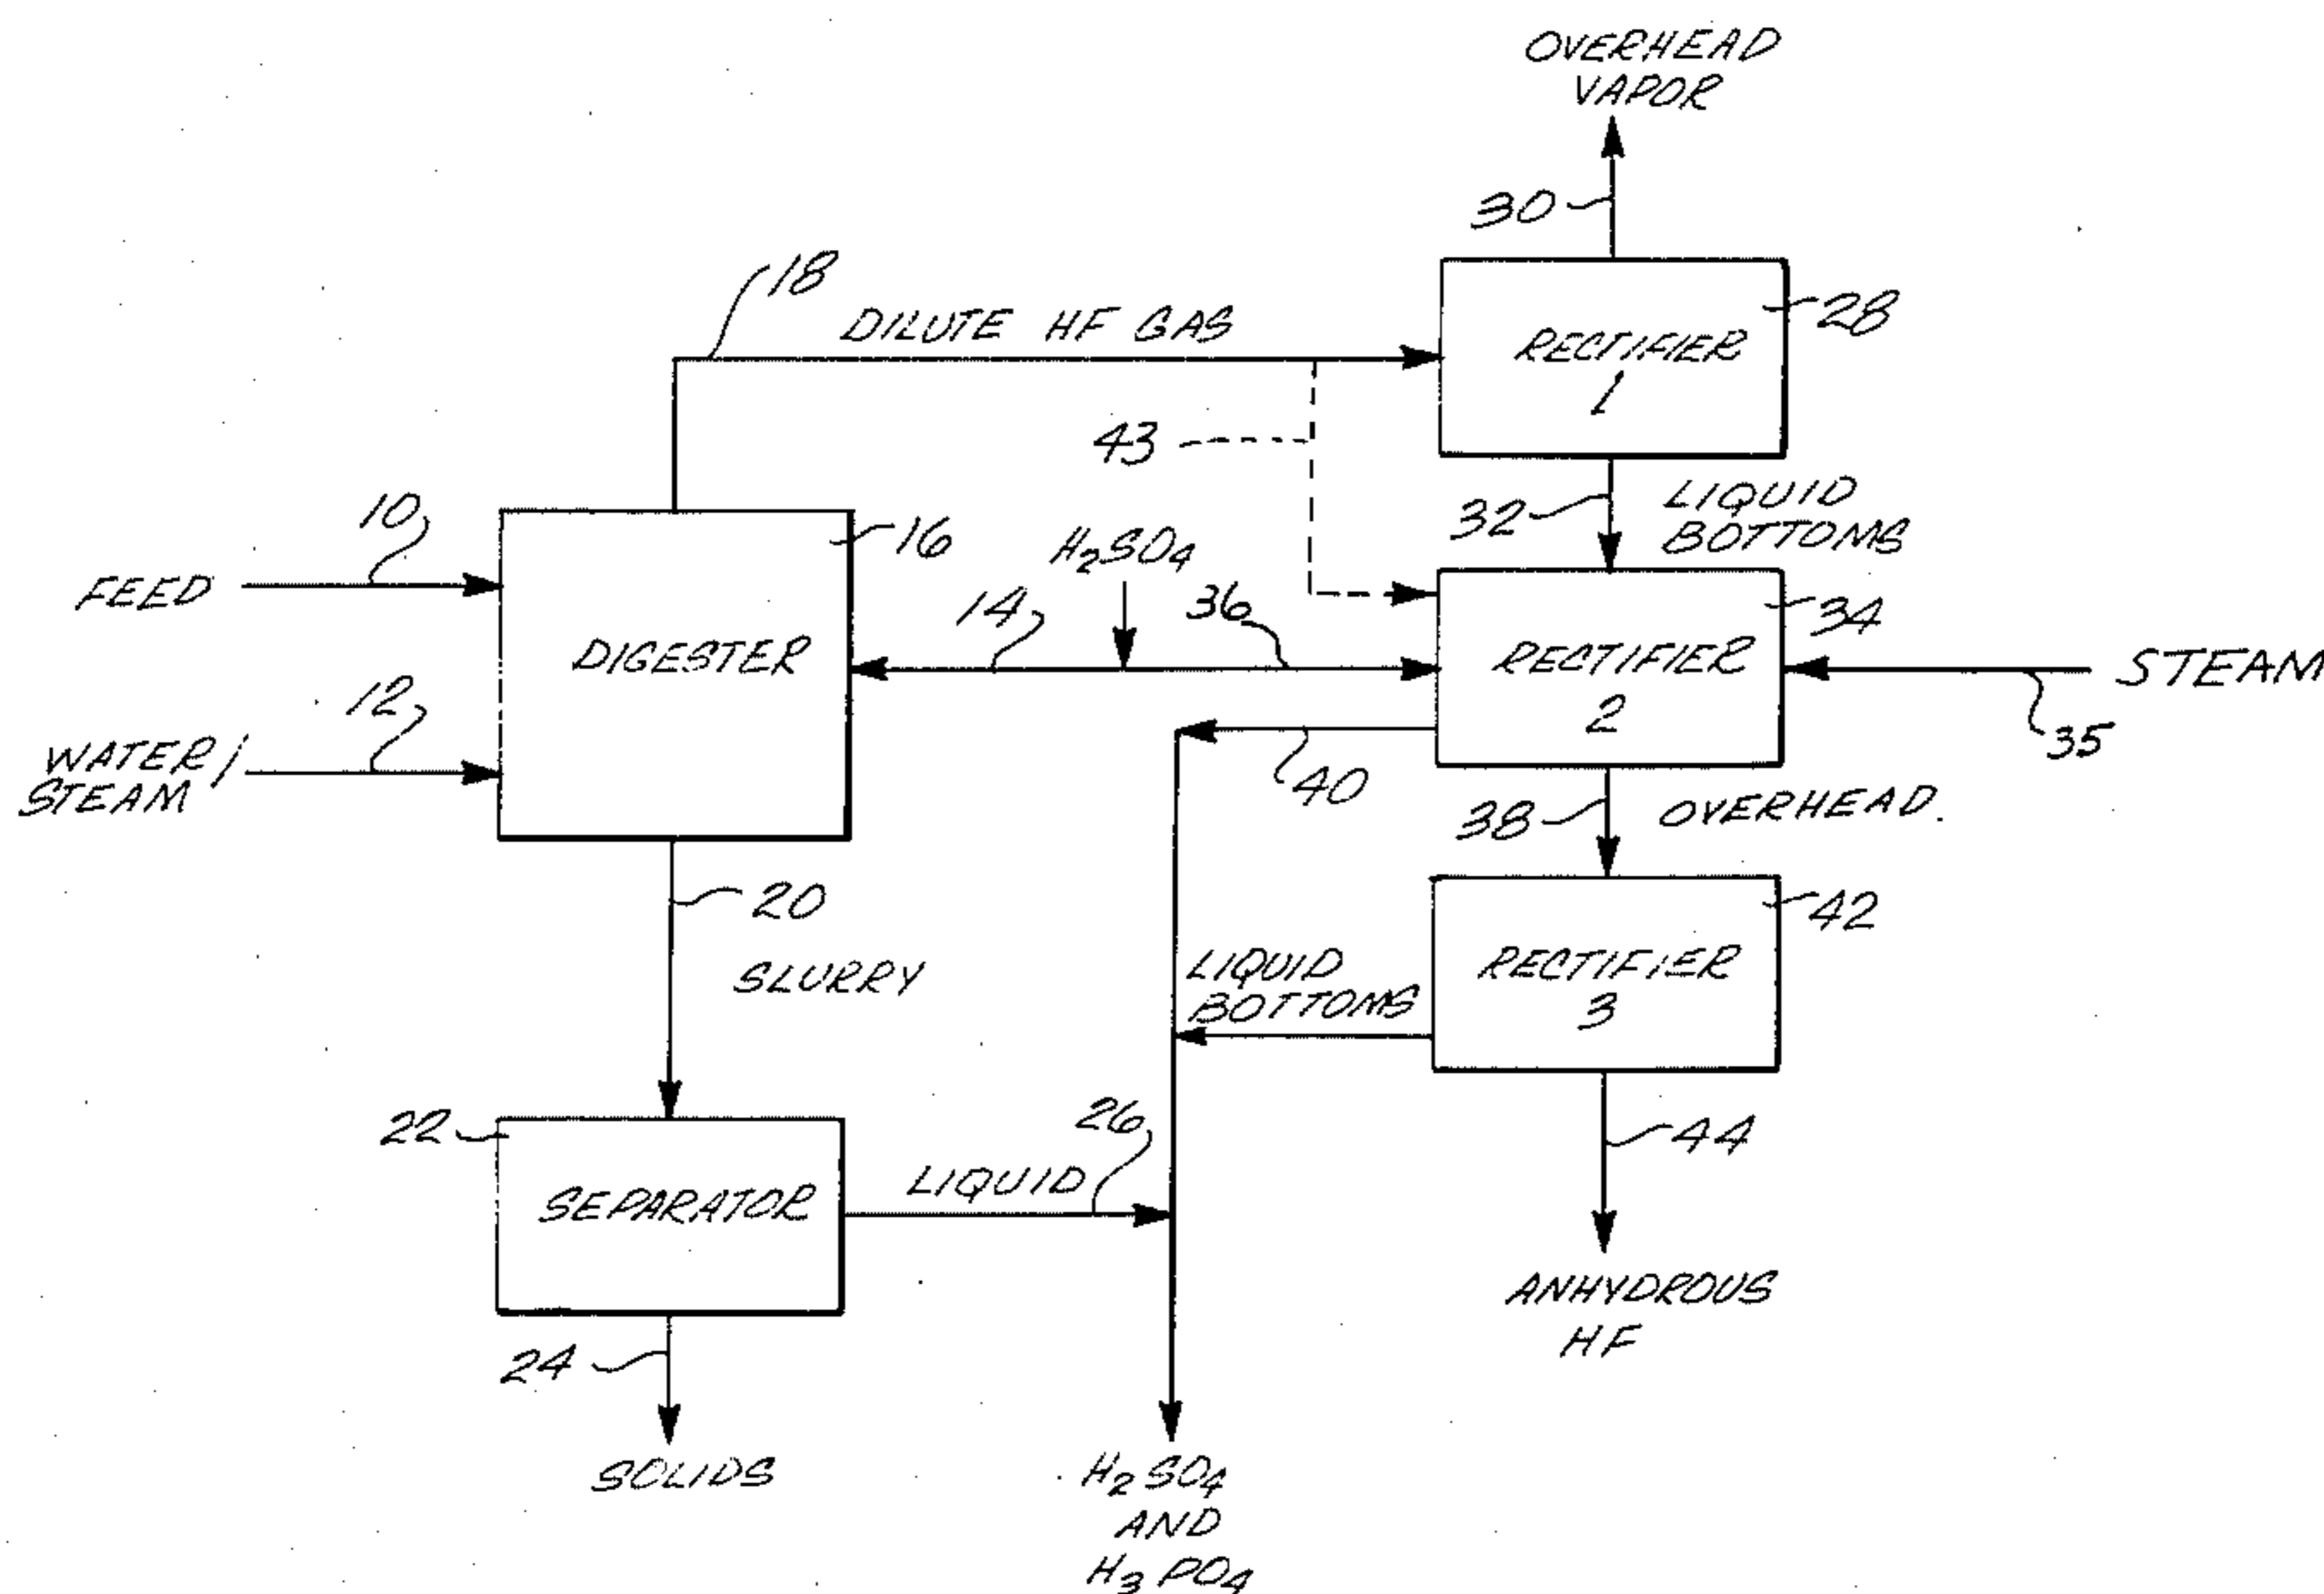 OVERHEAD
VAPOR
30
18
DILUTE HF GAS
28
RECTIFIER
1
43
10
16
H2SO4
32
LIQUID
BOTTOMS
FEED
14
36
34
DIGESTER
RECTIFIER
2
STEAM
12
WATER/
STEAM
40
35
38
OVERHEAD.
20
42
SLURRY
LIQUID
BOTTOMS
RECTIFIER
3
22
26
44
SEPARATOR
LIQUID
ANHYDROUS
HF
24
SOLIDS
H2SO4
AND
H3PO4